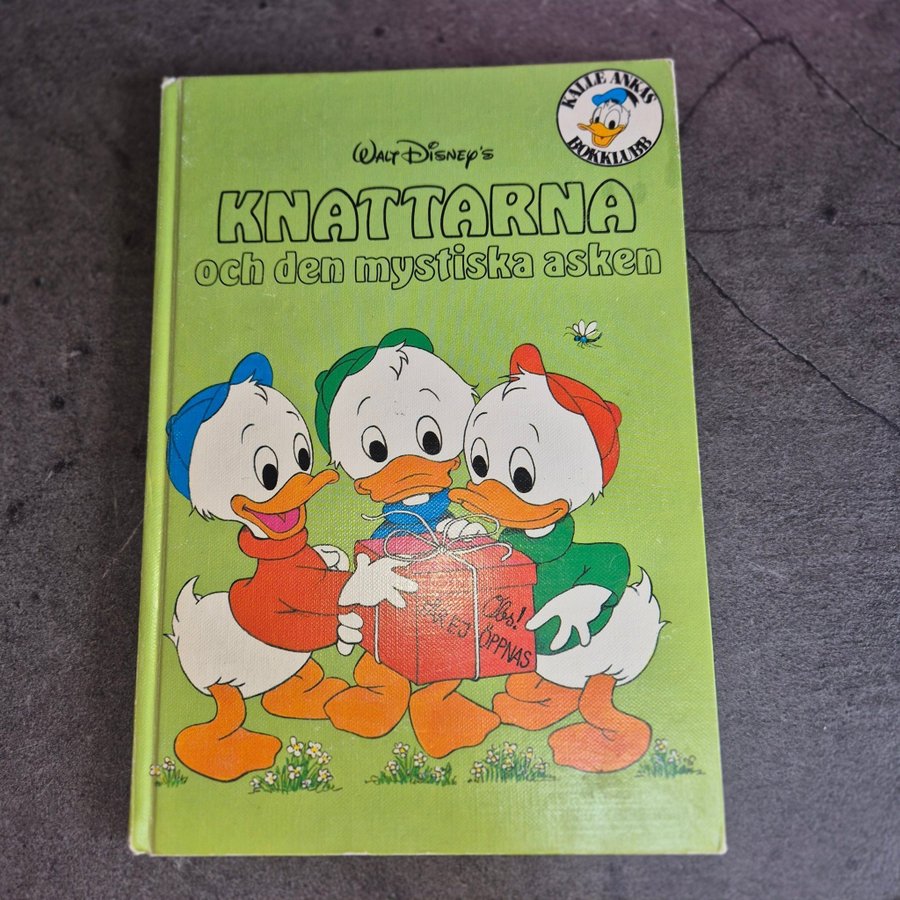 KALLE ANKAS
BOKKLUBB
WALT DISNEY'S
KNATTARNA
och den mystiska asken
Obs!
FÅR EJ ÖPPNAS